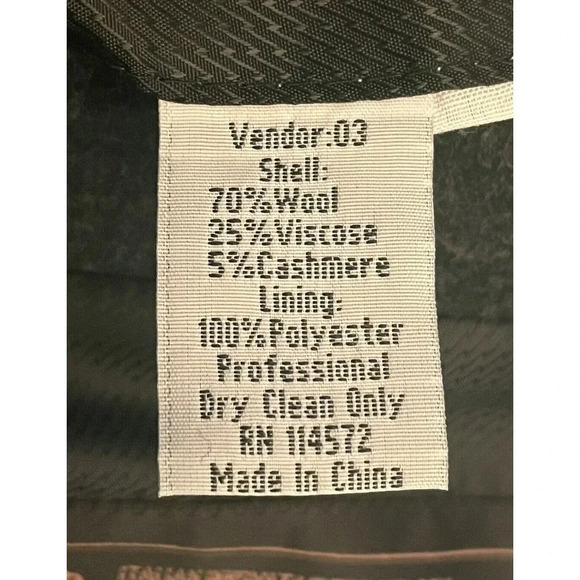 Vendor:03
Shell:
70%Wool
25%Viscose
5%Cashmere
Lining:
100%Polyester
Professional
Dry Clean Only
RN 114572
Made In China